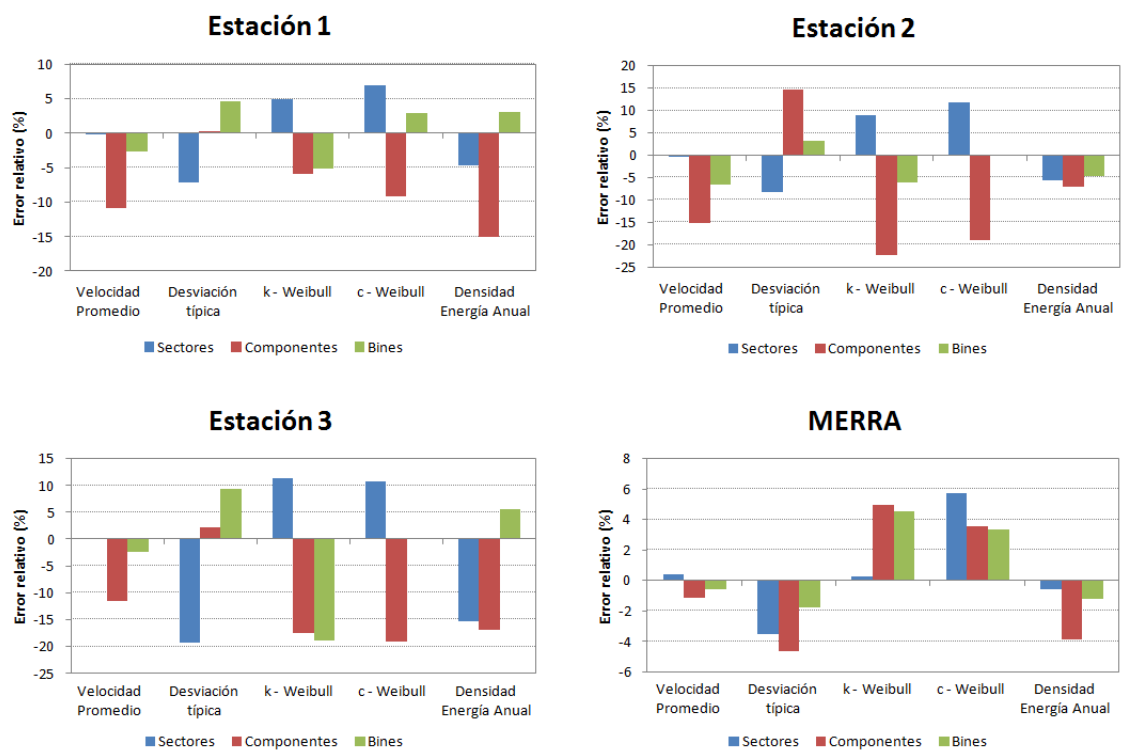 Estación 1
Error relativo (%)
10
5
0
-5
-10
-15
-20
Velocidad Promedio
Desviación típica
k - Weibull
c - Weibull
Densidad Energía Anual
Sectores Componentes Bines
Estación 2
Error relativo (%)
20
15
10
5
0
-5
-10
-15
-20
-25
Velocidad Promedio
Desviación típica
k - Weibull
c - Weibull
Densidad Energía Anual
Sectores Componentes Bines
Estación 3
Error relativo (%)
15
10
5
0
-5
-10
-15
-20
-25
Velocidad Promedio
Desviación típica
k - Weibull
c - Weibull
Densidad Energía Anual
Sectores Componentes Bines
MERRA
Error relativo (%)
8
6
4
2
0
-2
-4
-6
Velocidad Promedio
Desviación típica
k - Weibull
c - Weibull
Densidad Energía Anual
Sectores Componentes Bines